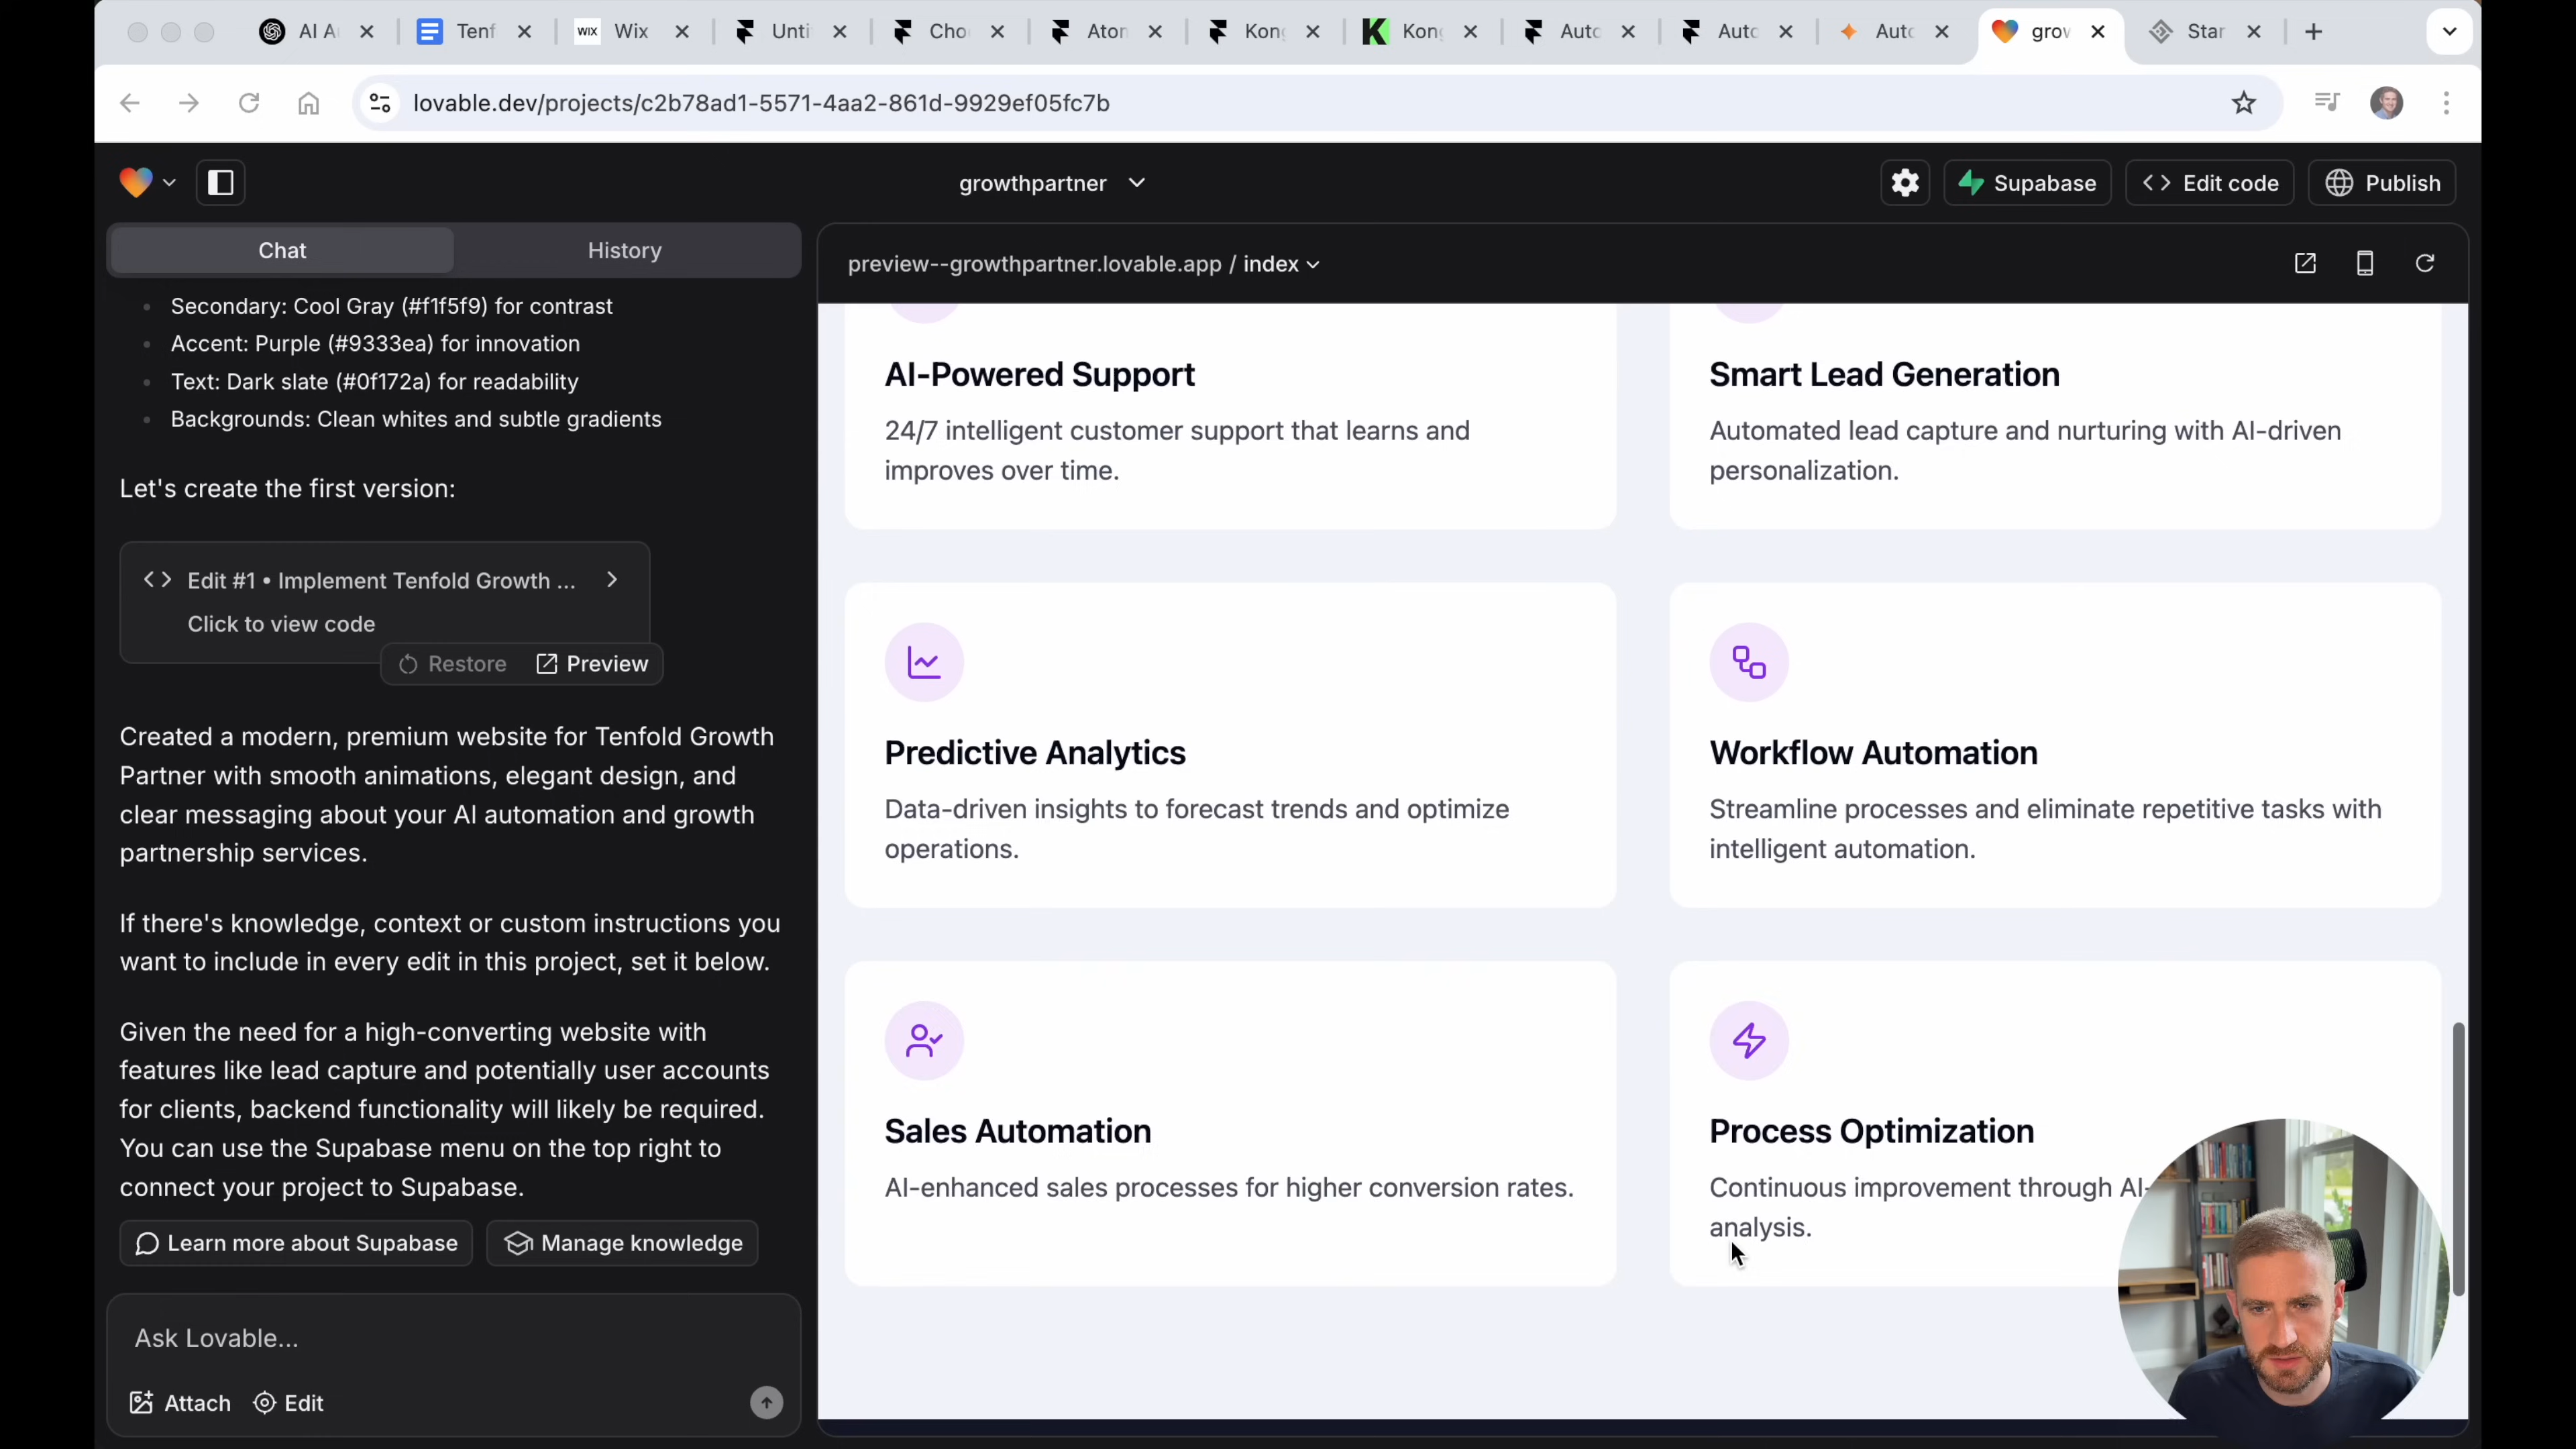 AI A
Tenf
WIX Wix
Unti
Cho
Aton
Kon
K Kon
Auto
Auto
Auto
grow
Star
lovable.dev/projects/c2b78ad1-5571-4aa2-861d-9929ef05fc7b
growthpartner
Supabase
Edit code
Publish
Chat
History
Secondary: Cool Gray (#f1f5f9) for contrast
Accent: Purple (#9333ea) for innovation
Text: Dark slate (#0f172a) for readability
Backgrounds: Clean whites and subtle gradients
Let's create the first version:
Edit #1 • Implement Tenfold Growth ...
Click to view code
Restore
Preview
Created a modern, premium website for Tenfold Growth
Partner with smooth animations, elegant design, and
clear messaging about your AI automation and growth
partnership services.
If there's knowledge, context or custom instructions you
want to include in every edit in this project, set it below.
Given the need for a high-converting website with
features like lead capture and potentially user accounts
for clients, backend functionality will likely be required.
You can use the Supabase menu on the top right to
connect your project to Supabase.
Learn more about Supabase
Manage knowledge
Ask Lovable...
Attach
Edit
preview--growthpartner.lovable.app / index
AI-Powered Support
24/7 intelligent customer support that learns and
improves over time.
Smart Lead Generation
Automated lead capture and nurturing with AI-driven
personalization.
Predictive Analytics
Data-driven insights to forecast trends and optimize
operations.
Workflow Automation
Streamline processes and eliminate repetitive tasks with
intelligent automation.
Sales Automation
AI-enhanced sales processes for higher conversion rates.
Process Optimization
Continuous improvement through AI-
analysis.